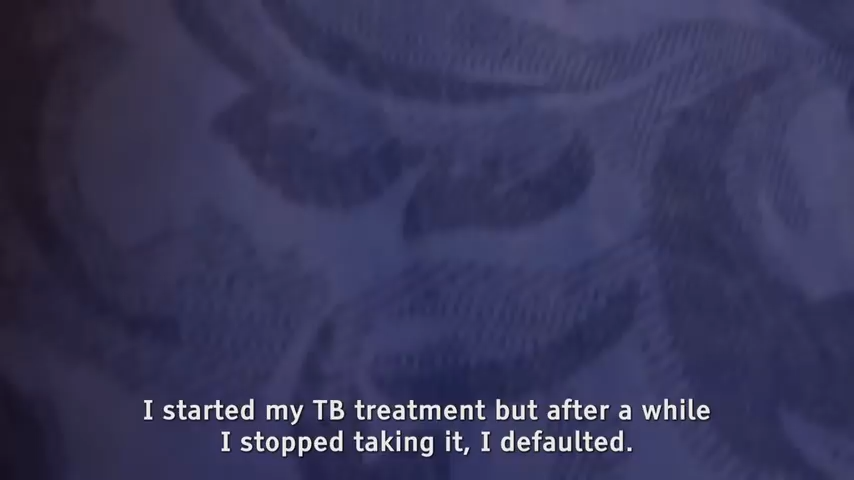 I started my TB treatment but after a while
I stopped taking it, I defaulted.